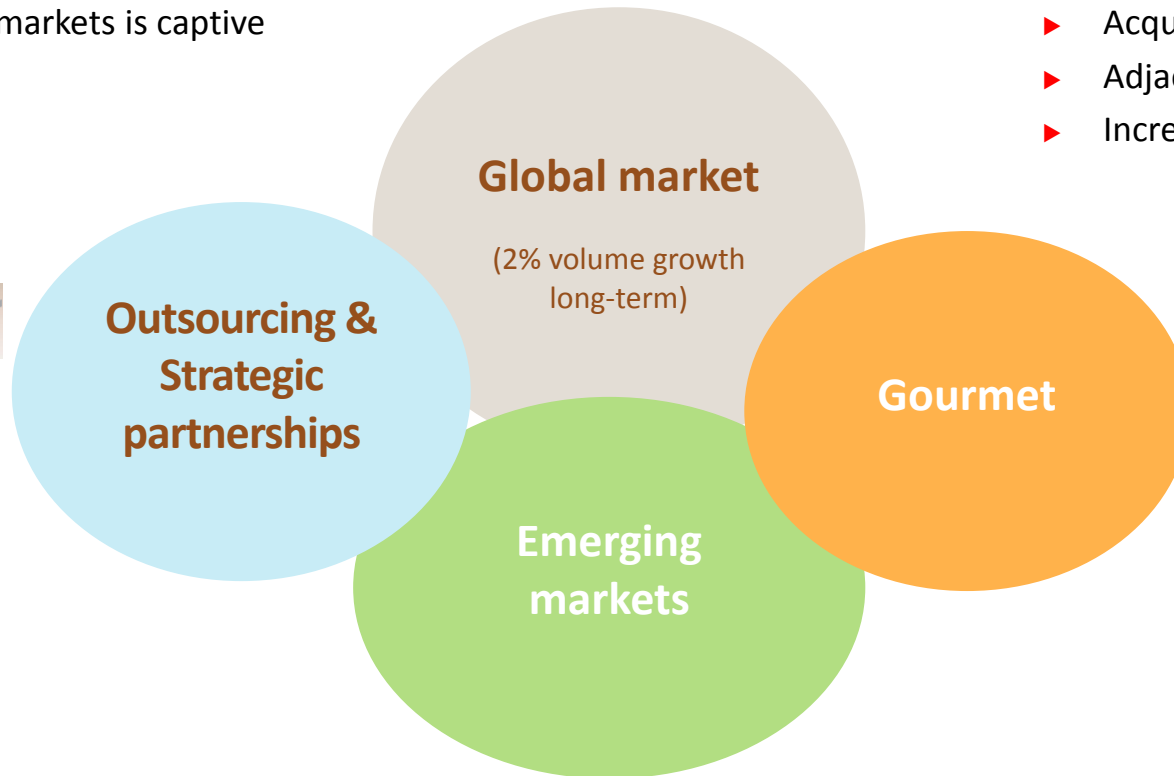 markets is captive
Global market
(2% volume growth
long-term)
Outsourcing &
Strategic
partnerships
Gourmet
Emerging
markets